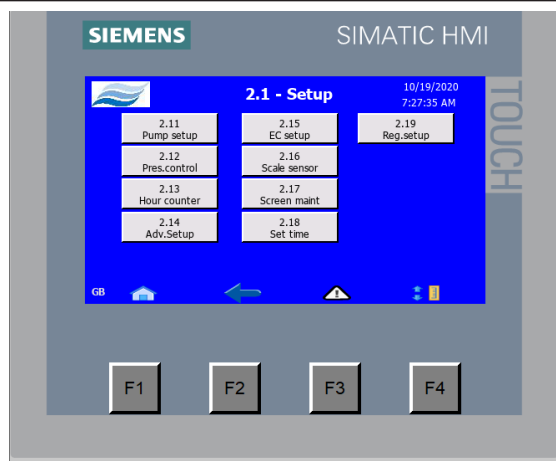 SIEMENS
SIMATIC HMI
TOUCH
2.1 - Setup
10/19/2020
7:27:35 AM
2.11
Pump setup
2.15
EC setup
2.19
Reg.setup
2.12
Pres.control
2.16
Scale sensor
2.13
Hour counter
2.17
Screen maint
2.14
Adv.Setup
2.18
Set time
GB
F1
F2
F3
F4